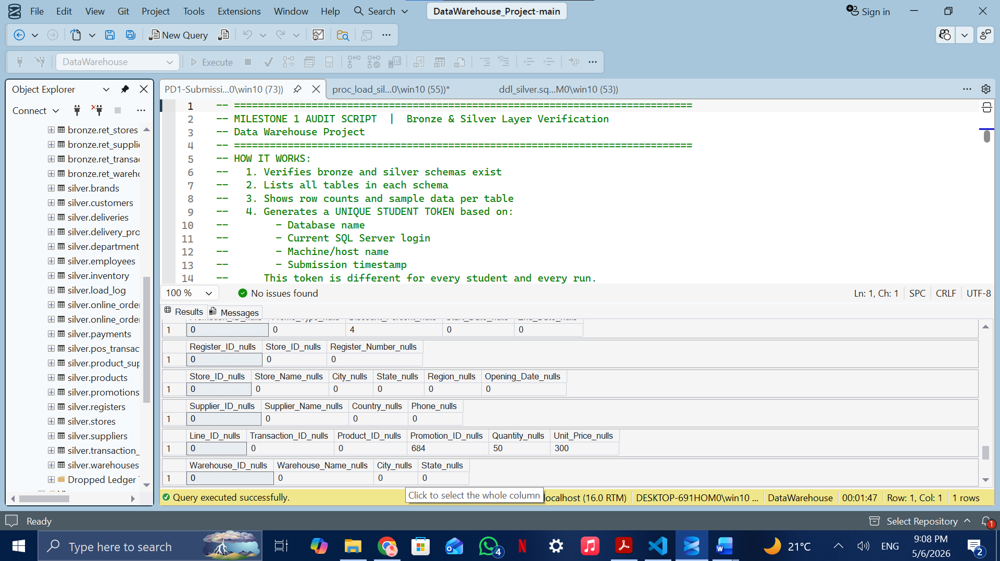 File Edit View Git Project Tools Extensions Window Help Search DataWarehouse_Project-main Sign in
New Query
DataWarehouse Execute
Object Explorer
PD1-Submissi...0\win10 (73)) proc_load_sil...0\win10 (55))* ddl_silver.sq...M0\win10 (53))
Connect
bronze.ret_stores
bronze.ret_supplie
bronze.ret_transac
bronze.ret_wareho
silver.brands
silver.customers
silver.deliveries
silver.delivery_pro
silver.department
silver.employees
silver.inventory
silver.load_log
silver.online_order
silver.online_order
silver.payments
silver.pos_transac
silver.product_sup
silver.products
silver.promotions
silver.registers
silver.stores
silver.suppliers
silver.transaction_
silver.warehouses
Dropped Ledger
1 -- =============================================================================
2 -- MILESTONE 1 AUDIT SCRIPT | Bronze & Silver Layer Verification
3 -- Data Warehouse Project
4 -- =============================================================================
5 -- HOW IT WORKS:
6 -- 1. Verifies bronze and silver schemas exist
7 -- 2. Lists all tables in each schema
8 -- 3. Shows row counts and sample data per table
9 -- 4. Generates a UNIQUE STUDENT TOKEN based on:
10 -- - Database name
11 -- - Current SQL Server login
12 -- - Machine/host name
13 -- - Submission timestamp
14 -- This token is different for every student and every run.
100 % No issues found Ln: 1, Ch: 1 SPC CRLF UTF-8
Results Messages
Promotion_ID_nulls Promo_Type_nulls Discount_Percent_nulls Start_Date_nulls End_Date_nulls
1 0 0 4 0 0
Register_ID_nulls Store_ID_nulls Register_Number_nulls
1 0 0 0
Store_ID_nulls Store_Name_nulls City_nulls State_nulls Region_nulls Opening_Date_nulls
1 0 0 0 0 0 0
Supplier_ID_nulls Supplier_Name_nulls Country_nulls Phone_nulls
1 0 0 0 0
Line_ID_nulls Transaction_ID_nulls Product_ID_nulls Promotion_ID_nulls Quantity_nulls Unit_Price_nulls
1 0 0 0 684 50 300
Warehouse_ID_nulls Warehouse_Name_nulls City_nulls State_nulls
1 0 0 0 0
Query executed successfully. Click to select the whole column localhost (16.0 RTM) DESKTOP-691HOM0\win10 ... DataWarehouse 00:01:47 Row: 1, Col: 1 1 rows
Ready Select Repository 1
Type here to search 4 21°C ENG 9:08 PM
5/6/2026 2